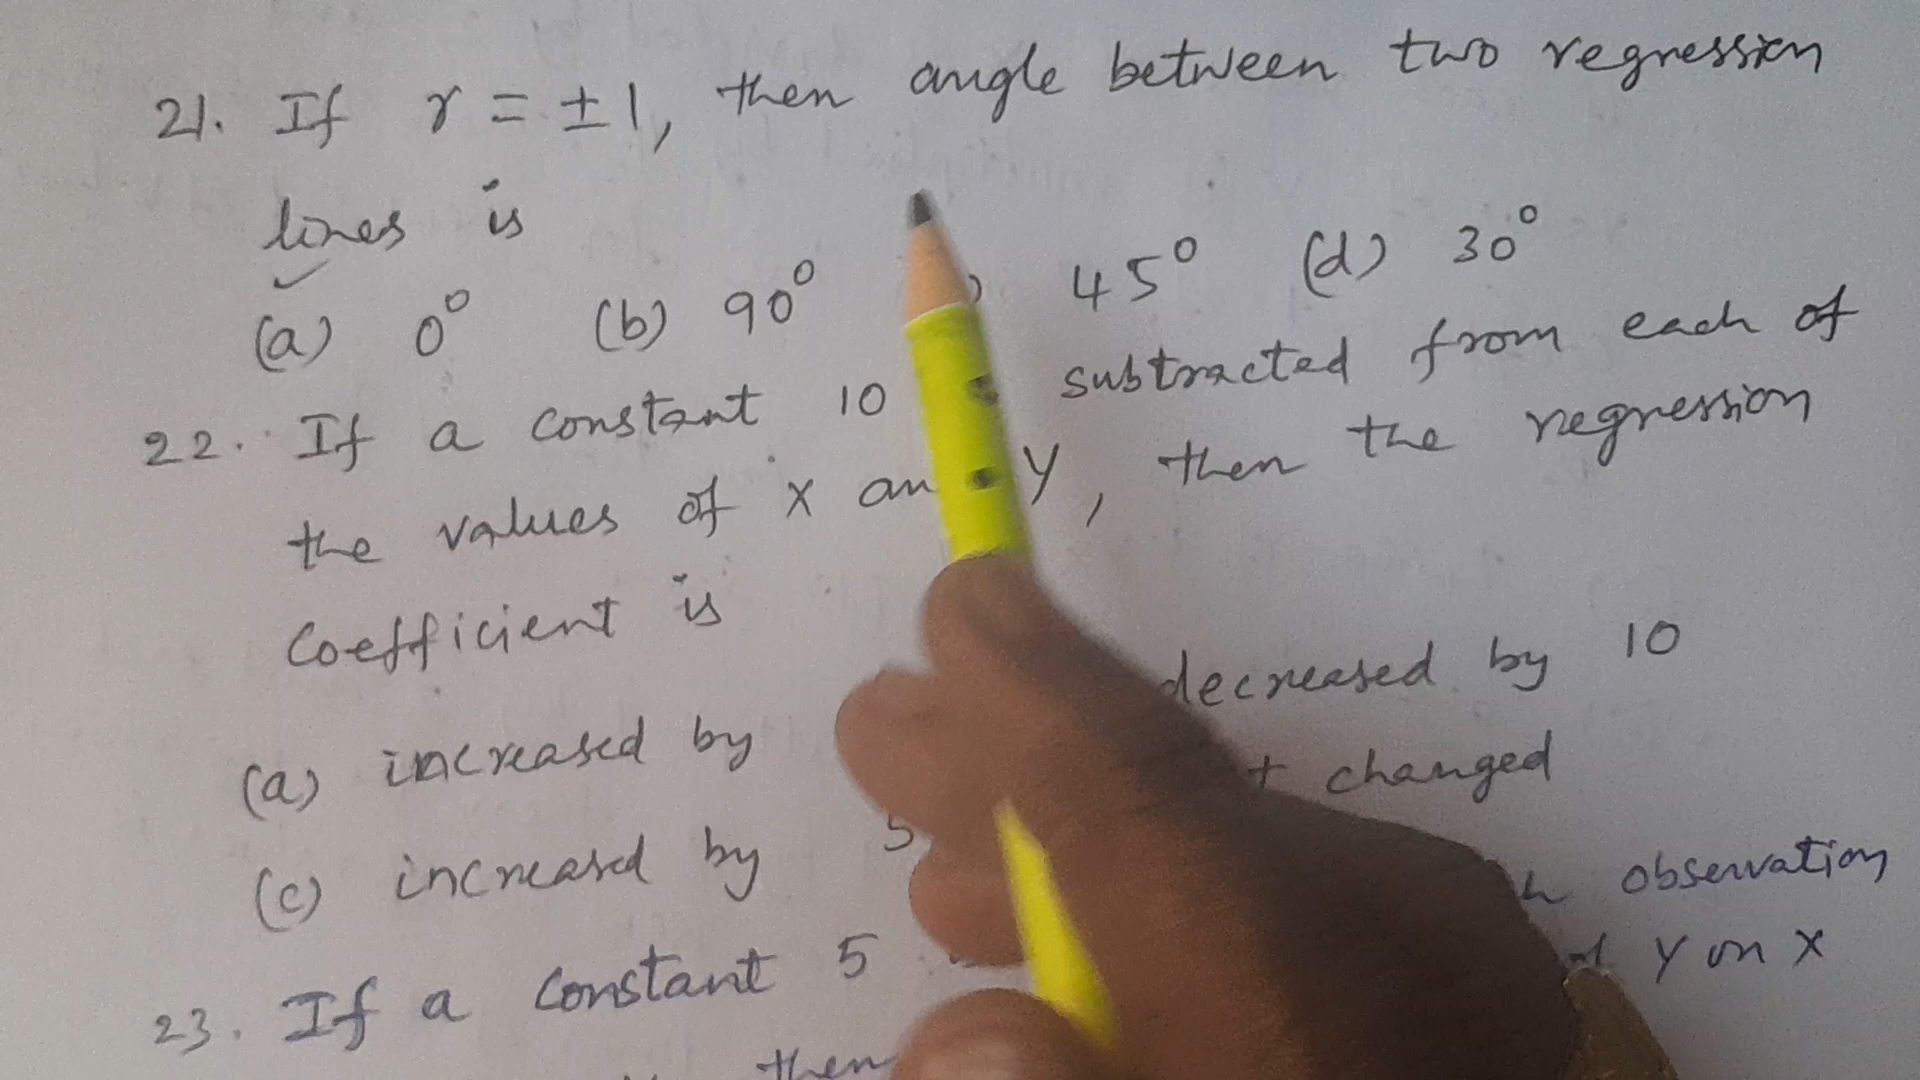 21. If r = ±1, then angle between two regression
lines is
(a) 0° (b) 90° 45° (d) 30°
22. If a constant 10 subtracted from each of
the values of x an y, then the regression
Coefficient is
(a) increased by decreased by 10
(c) increased by 5 changed
23. If a constant 5 observation
y on x
then